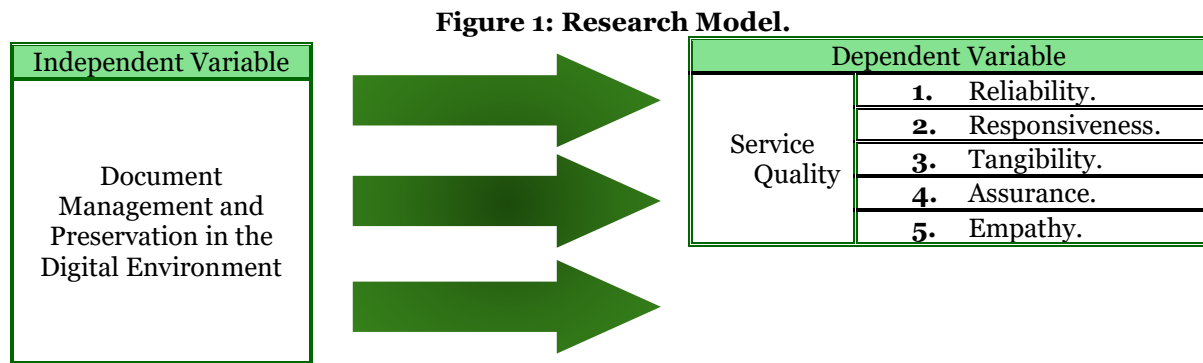 Figure 1: Research Model.
Independent Variable
Document
Management and
Preservation in the
Digital Environment
Dependent Variable
Service
Quality
1. Reliability.
2. Responsiveness.
3. Tangibility.
4. Assurance.
5. Empathy.